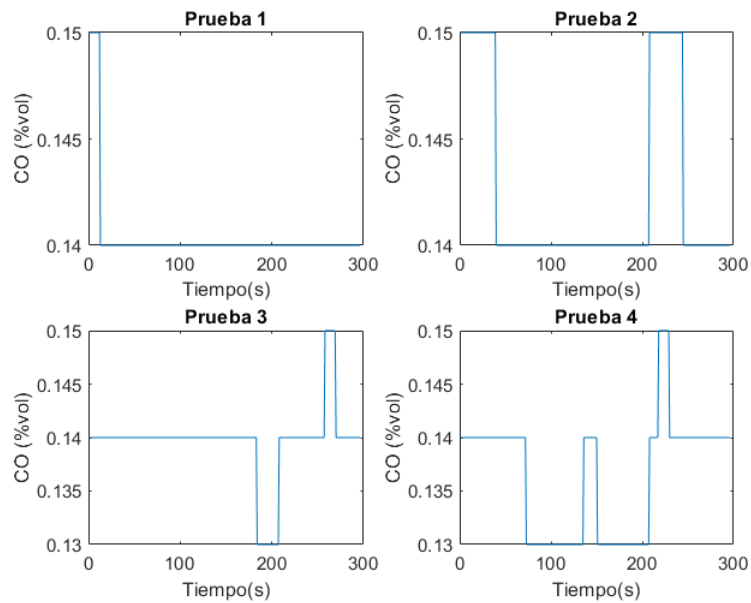 Prueba 1
0.15
0.145
0.14
CO (%vol)
0 100 200 300
Tiempo(s)
Prueba 2
0.15
0.145
0.14
CO (%vol)
0 100 200 300
Tiempo(s)
Prueba 3
0.15
0.145
0.14
0.135
0.13
CO (%vol)
0 100 200 300
Tiempo(s)
Prueba 4
0.15
0.145
0.14
0.135
0.13
CO (%vol)
0 100 200 300
Tiempo(s)